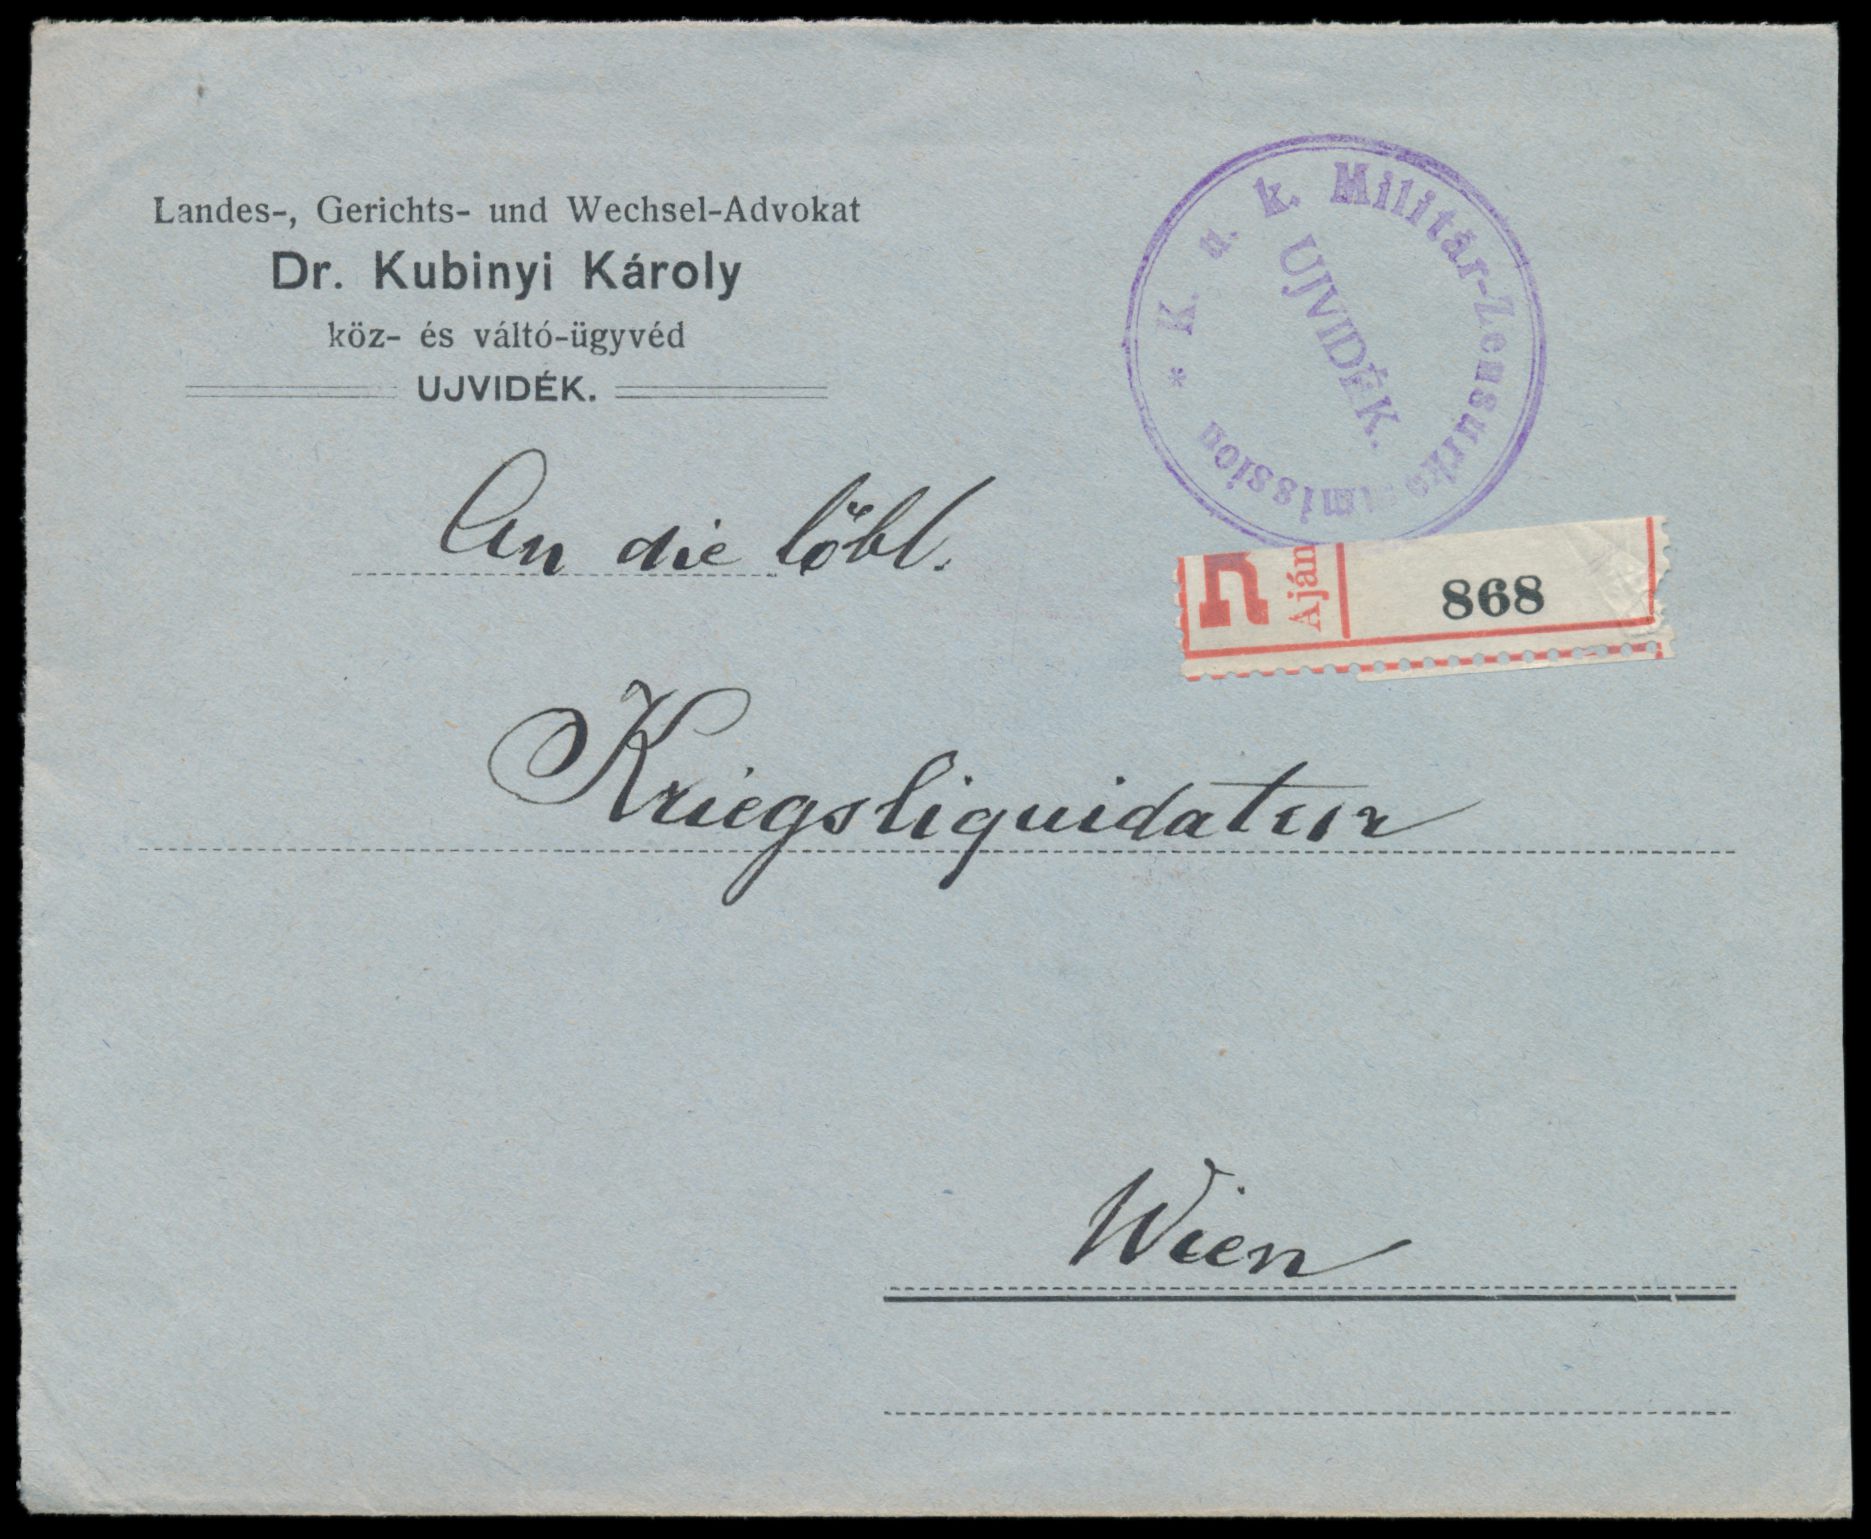 Landes-, Gerichts- und Wechsel-Advokat
Dr. Kubinyi Károly
köz- és váltó-ügyvéd
UJVIDÉK.
* K. u. k. Militär-Zensurkommission
UJVIDÉK.
R Aján
868
An die löbl.
Kriegsliquidatur
Wien